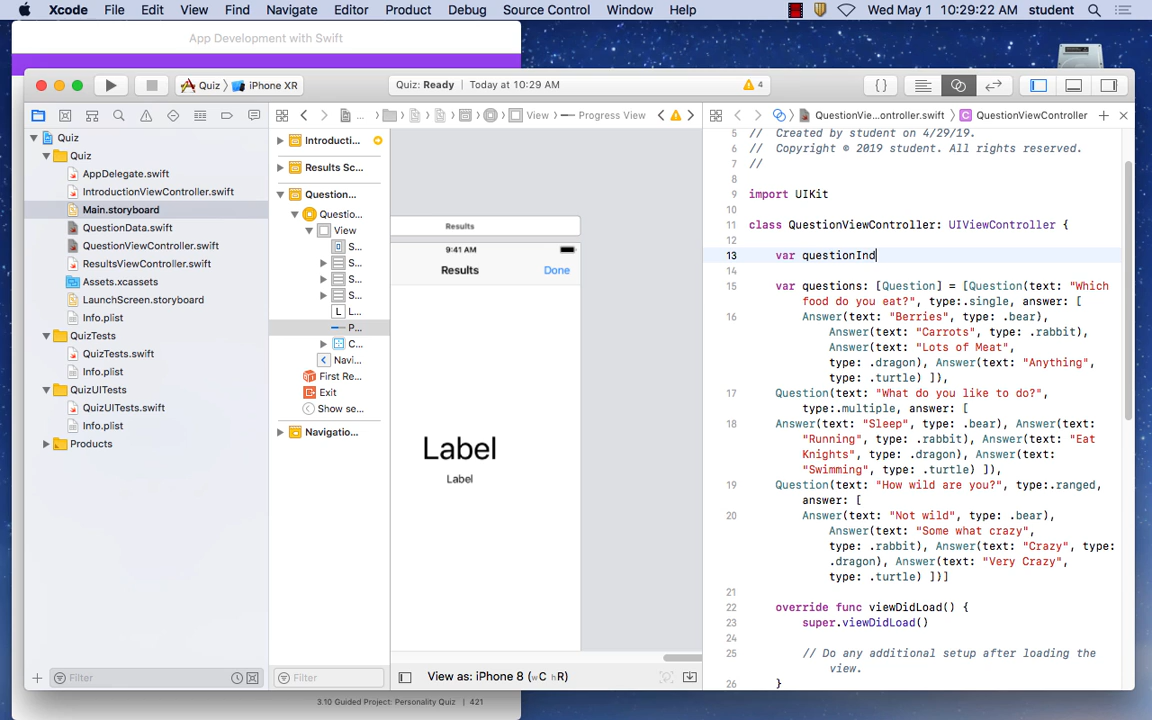 Xcode File Edit View Find Navigate Editor Product Debug Source Control Window Help Wed May 1 10:29:22 AM student
App Development with Swift
Quiz iPhone XR
Quiz: Ready | Today at 10:29 AM
4
View Progress View
QuestionVie...ontroller.swift QuestionViewController
Quiz
Quiz
AppDelegate.swift
IntroductionViewController.swift
Main.storyboard
QuestionData.swift
QuestionViewController.swift
ResultsViewController.swift
Assets.xcassets
LaunchScreen.storyboard
Info.plist
QuizTests
QuizTests.swift
Info.plist
QuizUITests
QuizUITests.swift
Info.plist
Products
Filter
Introducti...
Results Sc...
Question...
Questio...
View
S...
S...
S...
S...
L L...
P...
C...
Navi...
First Re...
Exit
Show se...
Navigatio...
Filter
Results
9:41 AM
Results Done
Label
Label
View as: iPhone 8 (wC hR)
5 // Created by student on 4/29/19.
6 // Copyright © 2019 student. All rights reserved.
7 //
8
9 import UIKit
10
11 class QuestionViewController: UIViewController {
12
13 var questionInd
14
15 var questions: [Question] = [Question(text: "Which
food do you eat?", type:.single, answer: [
16 Answer(text: "Berries", type: .bear),
Answer(text: "Carrots", type: .rabbit),
Answer(text: "Lots of Meat",
type: .dragon), Answer(text: "Anything",
type: .turtle) ]),
17 Question(text: "What do you like to do?",
type:.multiple, answer: [
18 Answer(text: "Sleep", type: .bear), Answer(text:
"Running", type: .rabbit), Answer(text: "Eat
Knights", type: .dragon), Answer(text:
"Swimming", type: .turtle) ]),
19 Question(text: "How wild are you?", type:.ranged,
answer: [
20 Answer(text: "Not wild", type: .bear),
Answer(text: "Some what crazy",
type: .rabbit), Answer(text: "Crazy", type:
.dragon), Answer(text: "Very Crazy",
type: .turtle) ])]
21
22 override func viewDidLoad() {
23 super.viewDidLoad()
24
25 // Do any additional setup after loading the
view.
26 }
3.10 Guided Project: Personality Quiz | 421